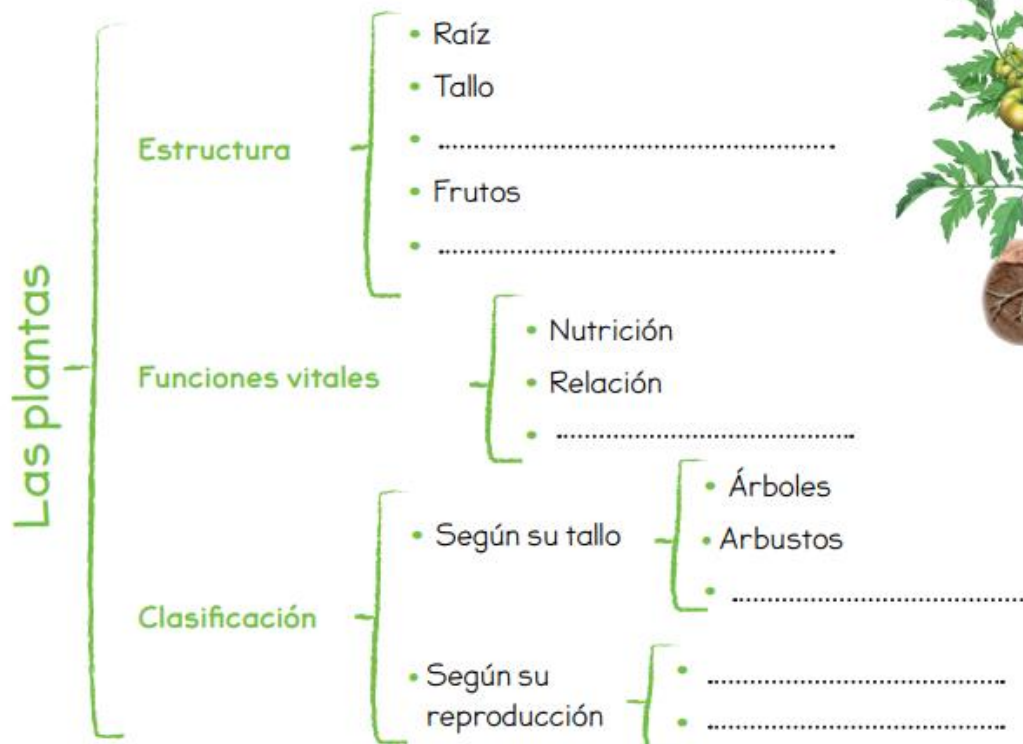 Las plantas
Estructura
• Raíz
• Tallo
• ..........
• Frutos
• ..........
Funciones vitales
• Nutrición
• Relación
• ..........
Clasificación
• Según su tallo
• Árboles
• Arbustos
• ..........
• Según su
reproducción
• ..........
• ..........